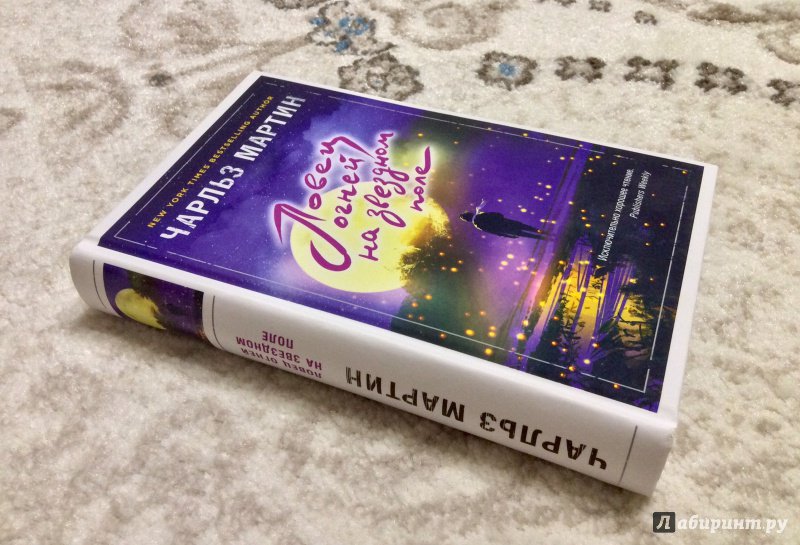 NEW YORK TIMES BESTSELLING AUTHOR
ЧАРЛЬЗ МАРТИН
Ловец
огней
на звездном
поле
Исключительно хорошее чтение.
Publishers Weekly
ЧАРЛЬЗ МАРТИН
ЛОВЕЦ ОГНЕЙ
НА ЗВЕЗДНОМ
ПОЛЕ
Лабиринт.ру